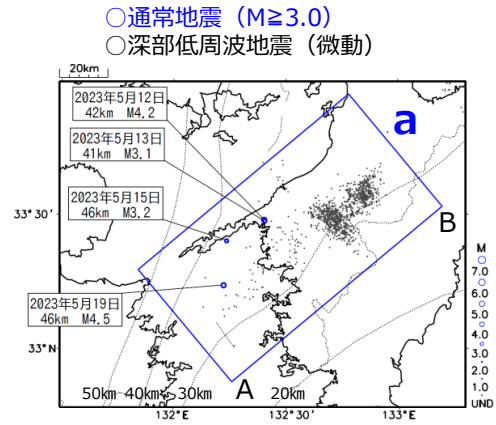 ○通常地震（M≧3.0）
○深部低周波地震（微動）
20km
2023年5月12日
42km M4.2
2023年5月13日
41km M3.1
2023年5月15日
46km M3.2
2023年5月19日
46km M4.5
a
B
A
33°30′
33°N
50km 40km 30km 20km
122°E
132°30′
133°E
M
7.0
6.0
5.0
4.0
3.0
2.0
1.0
UND